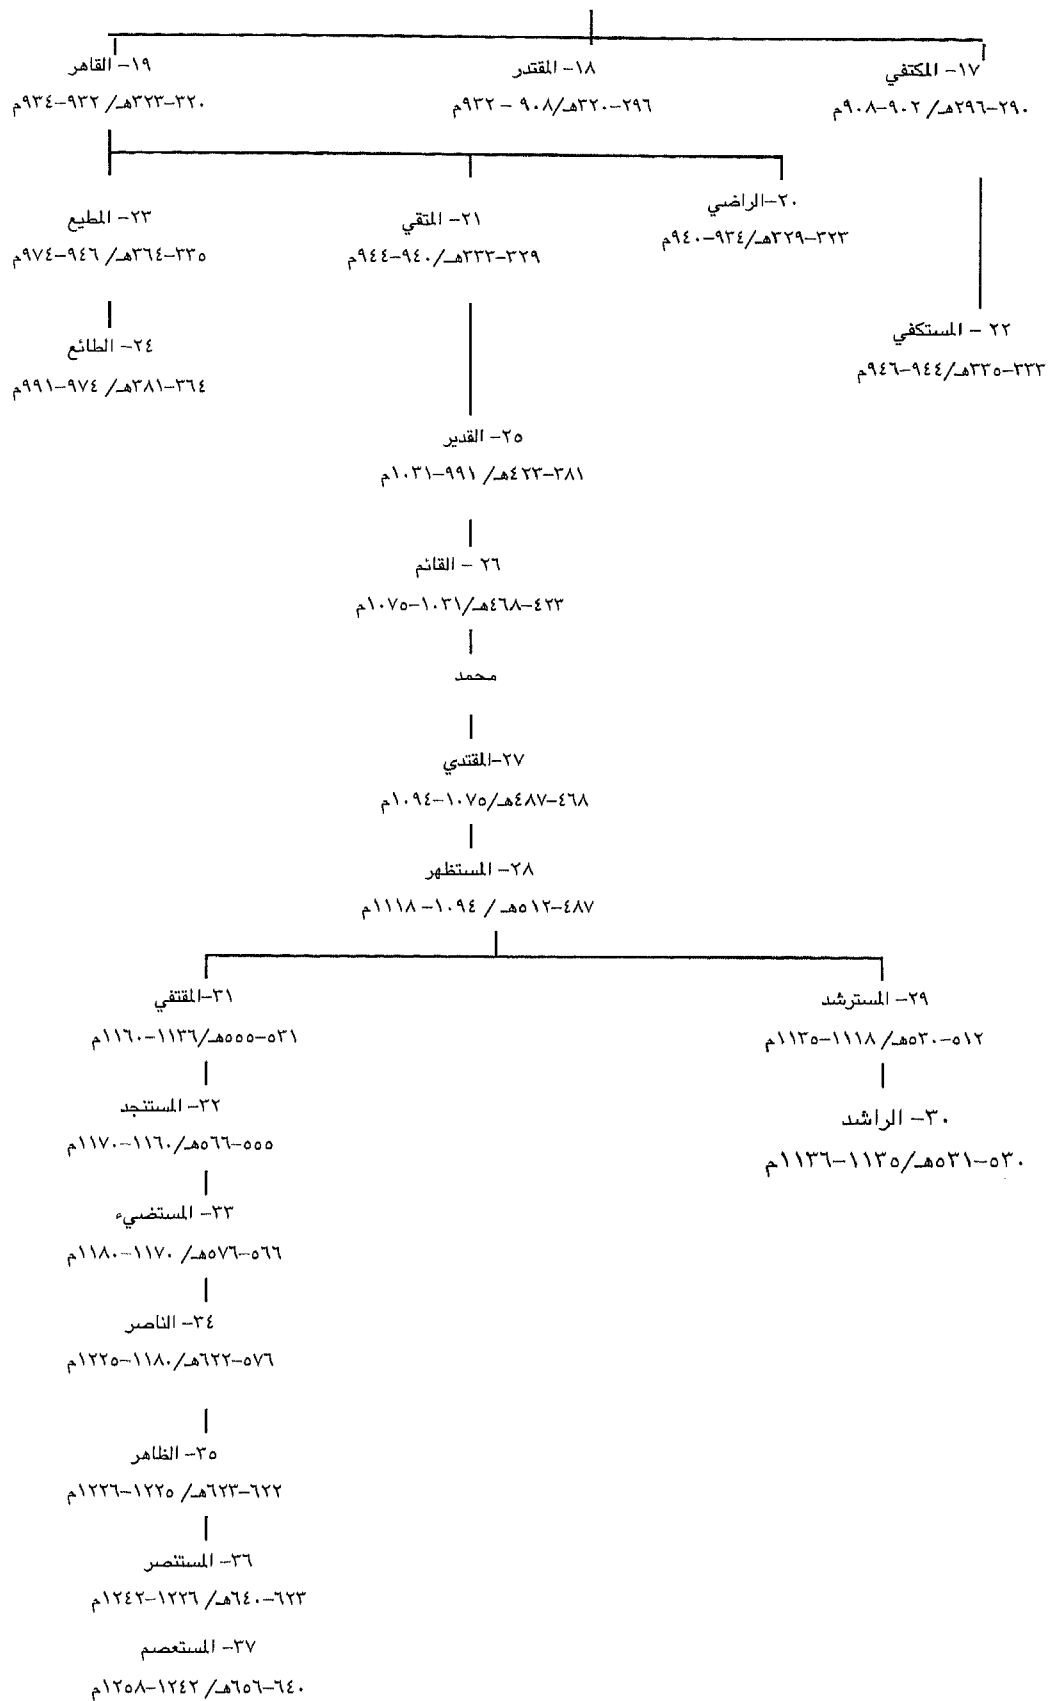 ١٧- المكتفي
٢٩٠-٢٩٦هـ/ ٩٠٢-٩٠٨م
١٨- المقتدر
٢٩٦-٣٢٠هـ/٩٠٨ - ٩٣٢م
١٩- القاهر
٣٢٠-٣٢٣هـ/ ٩٣٢-٩٣٤م
٢٠-الراضي
٣٢٣-٣٢٩هـ/٩٣٤-٩٤٠م
٢١- المتقي
٣٢٩-٣٣٣هـ/٩٤٠-٩٤٤م
٢٣- المطيع
٣٣٥-٣٦٤هـ/ ٩٤٦-٩٧٤م
٢٢ - المستكفي
٣٣٣-٣٣٥هـ/٩٤٤-٩٤٦م
٢٤- الطائع
٣٦٤-٣٨١هـ/ ٩٧٤-٩٩١م
٢٥- القدير
٣٨١-٤٢٣هـ/ ٩٩١-١٠٣١م
٢٦ - القائم
٤٢٣-٤٦٨هـ/١٠٣١-١٠٧٥م
محمد
٢٧-المقتدي
٤٦٨-٤٨٧هـ/١٠٧٥-١٠٩٤م
٢٨- المستظهر
٤٨٧-٥١٢هـ / ١٠٩٤-١١١٨م
٢٩- المسترشد
٥١٢-٥٣٠هـ/ ١١١٨-١١٣٥م
٣٠- الراشد
٥٣٠-٥٣١هـ/١١٣٥-١١٣٦م
٣١-المقتفي
٥٣١-٥٥٥هـ/١١٣٦-١١٦٠م
٣٢- المستنجد
٥٥٥-٥٦٦هـ/١١٦٠-١١٧٠م
٣٣- المستضيء
٥٦٦-٥٧٦هـ/ ١١٧٠-١١٨٠م
٣٤- الناصر
٥٧٦-٦٢٢هـ/١١٨٠-١٢٢٥م
٣٥- الظاهر
٦٢٢-٦٢٣هـ/ ١٢٢٥-١٢٢٦م
٣٦- المستنصر
٦٢٣-٦٤٠هـ/ ١٢٢٦-١٢٤٢م
٣٧- المستعصم
٦٤٠-٦٥٦هـ/ ١٢٤٢-١٢٥٨م